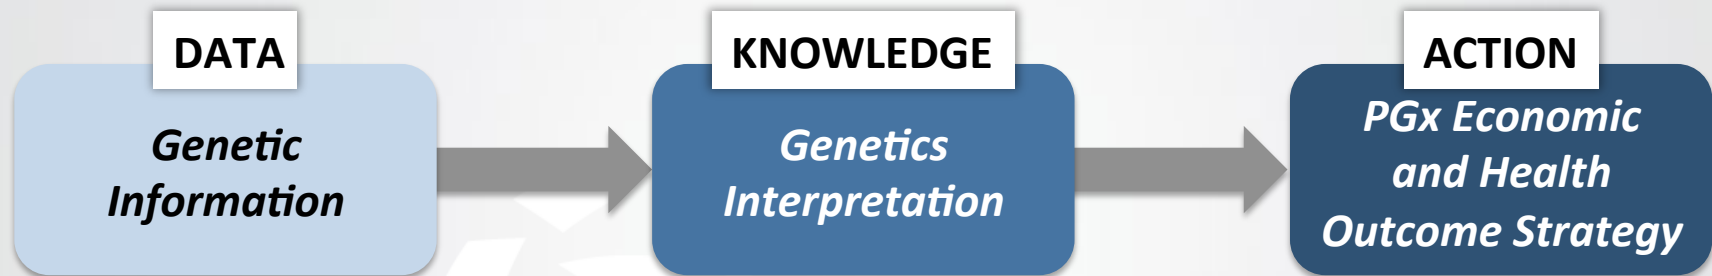 DATA
Genetic
Information
KNOWLEDGE
Genetics
Interpretation
ACTION
PGx Economic
and Health
Outcome Strategy